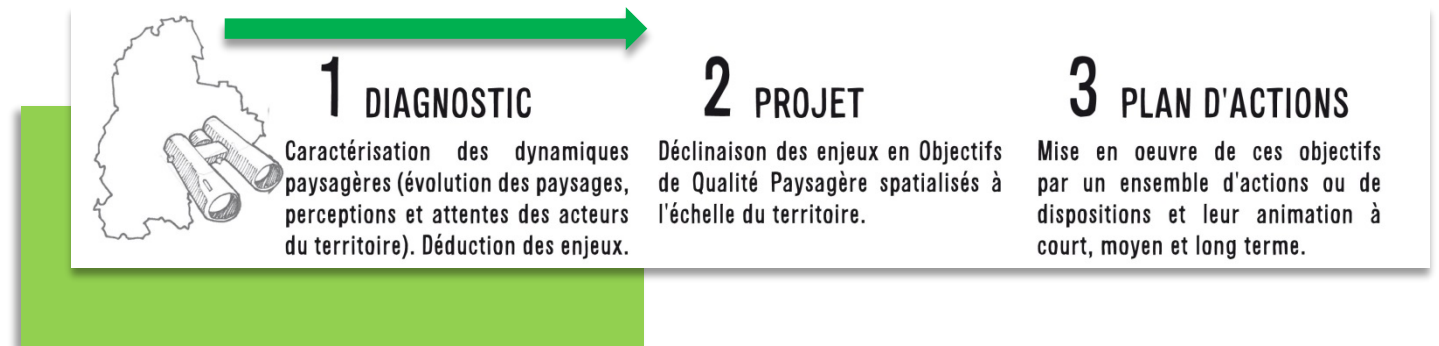 1 DIAGNOSTIC
Caractérisation des dynamiques
paysagères (évolution des paysages,
perceptions et attentes des acteurs
du territoire). Déduction des enjeux.
2 PROJET
Déclinaison des enjeux en Objectifs
de Qualité Paysagère spatialisés à
l'échelle du territoire.
3 PLAN D'ACTIONS
Mise en oeuvre de ces objectifs
par un ensemble d'actions ou de
dispositions et leur animation à
court, moyen et long terme.